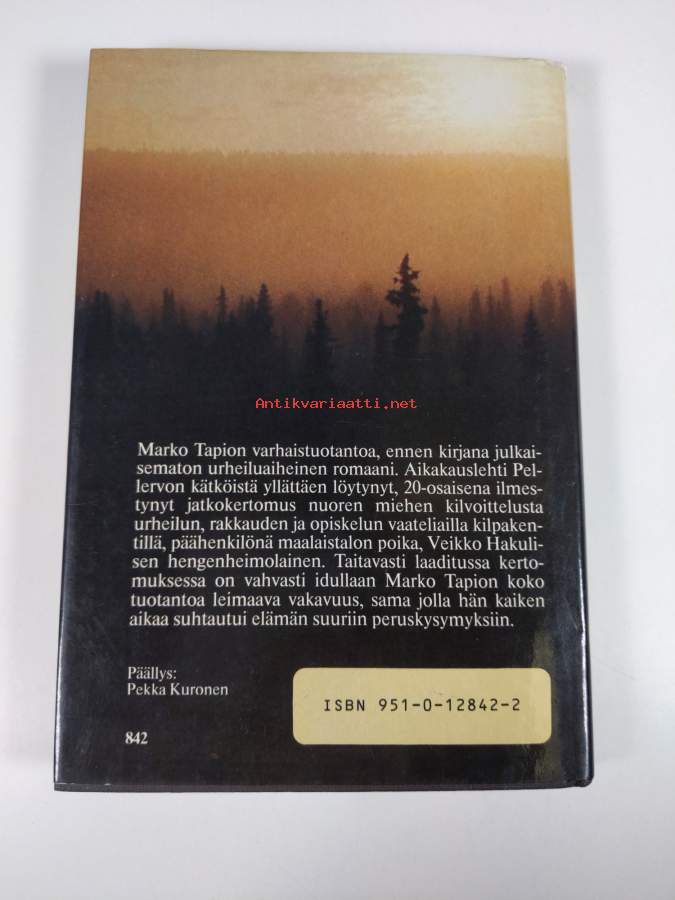 Antikvariaatti.net
Marko Tapion varhaistuotantoa, ennen kirjana julkai-
sematon urheiluaiheinen romaani. Aikakauslehti Pel-
lervon kätköistä yllättäen löytynyt, 20-osaisena ilmes-
tynyt jatkokertomus nuoren miehen kilvoittelusta
urheilun, rakkauden ja opiskelun vaateliailla kilpaken-
tillä, päähenkilönä maalaistalon poika, Veikko Hakuli-
sen hengenheimolainen. Taitavasti laaditussa kerto-
muksessa on vahvasti idullaan Marko Tapion koko
tuotantoa leimaava vakavuus, sama jolla hän kaiken
aikaa suhtautui elämän suuriin peruskysymyksiin.
Päällys:
Pekka Kuronen
ISBN 951-0-12842-2
842